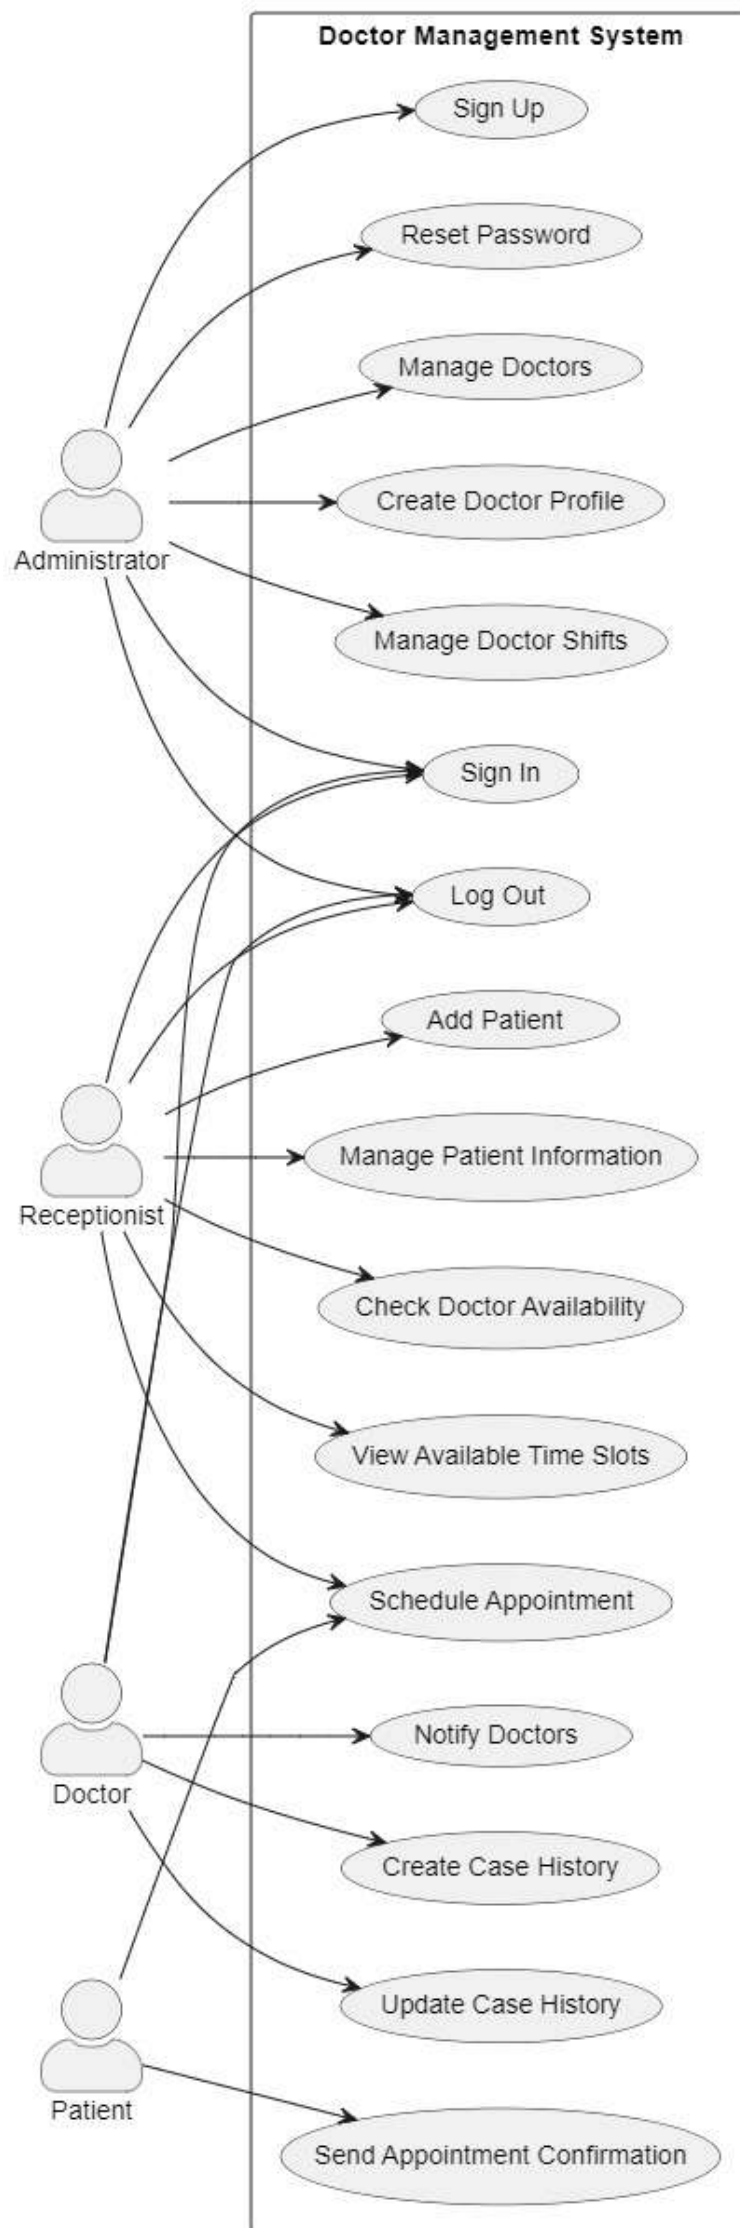 Doctor Management System
Sign Up
Reset Password
Manage Doctors
Create Doctor Profile
Administrator
Manage Doctor Shifts
Sign In
Log Out
Add Patient
Manage Patient Information
Receptionist
Check Doctor Availability
View Available Time Slots
Schedule Appointment
Notify Doctors
Doctor
Create Case History
Update Case History
Patient
Send Appointment Confirmation